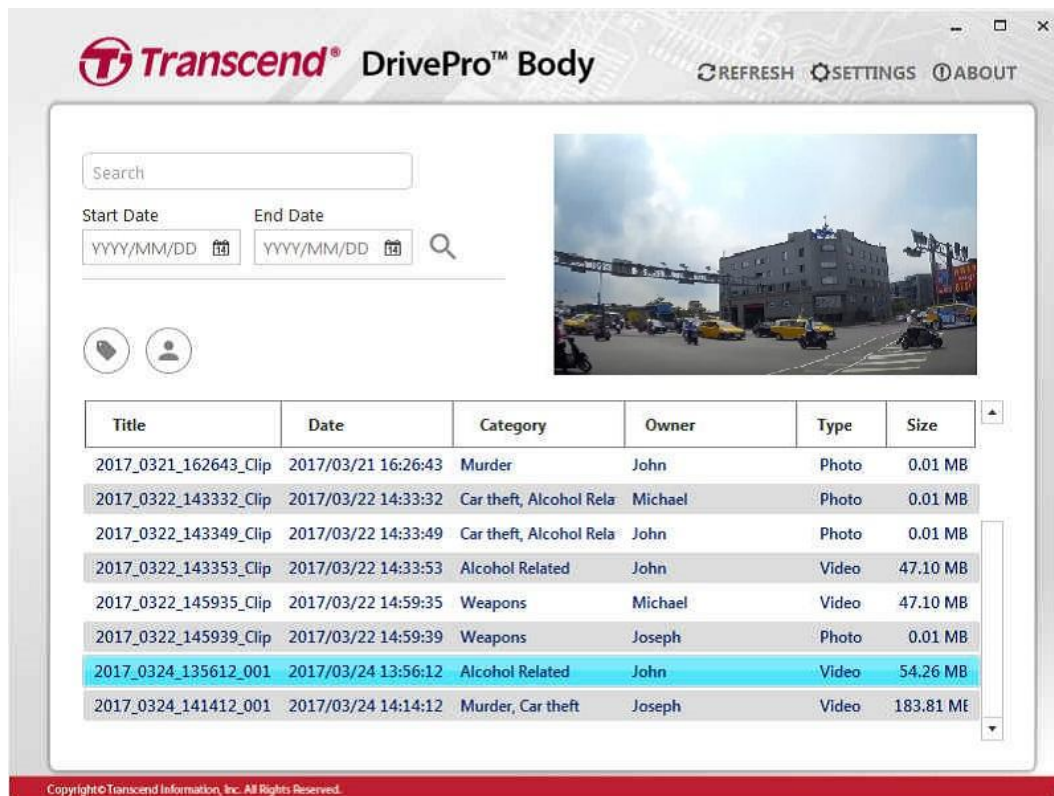 Transcend® DrivePro™ Body
REFRESH SETTINGS ABOUT
Search
Start Date End Date
YYYY/MM/DD 14 YYYY/MM/DD 14
Title Date Category Owner Type Size
2017_0321_162643_Clip 2017/03/21 16:26:43 Murder John Photo 0.01 MB
2017_0322_143332_Clip 2017/03/22 14:33:32 Car theft, Alcohol Rela Michael Photo 0.01 MB
2017_0322_143349_Clip 2017/03/22 14:33:49 Car theft, Alcohol Rela John Photo 0.01 MB
2017_0322_143353_Clip 2017/03/22 14:33:53 Alcohol Related John Video 47.10 MB
2017_0322_145935_Clip 2017/03/22 14:59:35 Weapons Michael Video 47.10 MB
2017_0322_145939_Clip 2017/03/22 14:59:39 Weapons Joseph Photo 0.01 MB
2017_0324_135612_001 2017/03/24 13:56:12 Alcohol Related John Video 54.26 MB
2017_0324_141412_001 2017/03/24 14:14:12 Murder, Car theft Joseph Video 183.81 ME
Copyright© Transcend Information, Inc. All Rights Reserved.